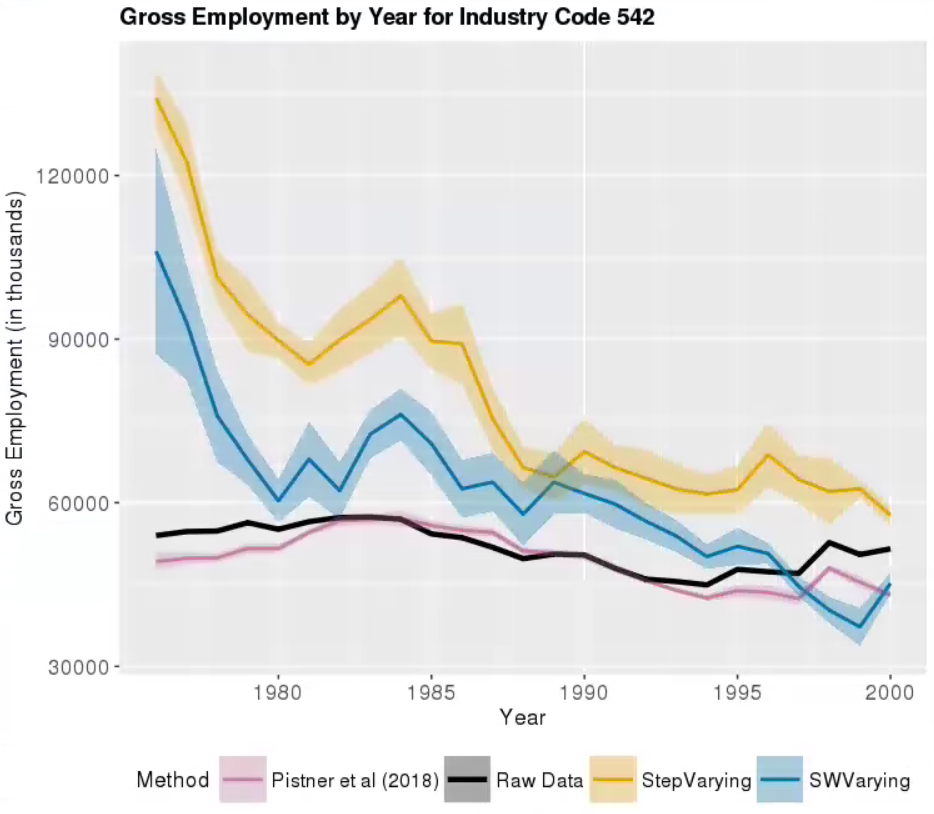 Gross Employment by Year for Industry Code 542
Gross Employment (in thousands)
120000
90000
60000
30000
1980 1985 1990 1995 2000
Year
Method Pistner et al (2018) Raw Data StepVarying SWVarying